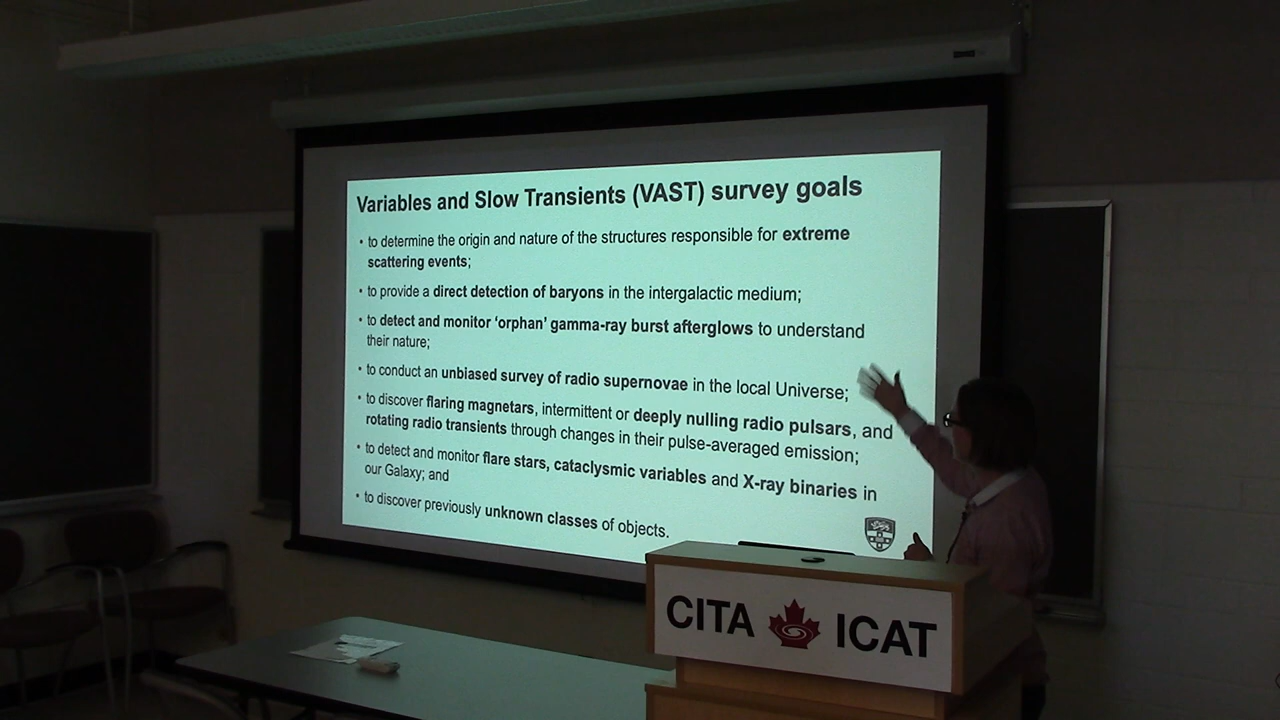 Variables and Slow Transients (VAST) survey goals
• to determine the origin and nature of the structures responsible for extreme
scattering events;
• to provide a direct detection of baryons in the intergalactic medium;
• to detect and monitor ‘orphan’ gamma-ray burst afterglows to understand
their nature;
• to conduct an unbiased survey of radio supernovae in the local Universe;
• to discover flaring magnetars, intermittent or deeply nulling radio pulsars, and
rotating radio transients through changes in their pulse-averaged emission;
• to detect and monitor flare stars, cataclysmic variables and X-ray binaries in
our Galaxy; and
• to discover previously unknown classes of objects.
CITA ICAT